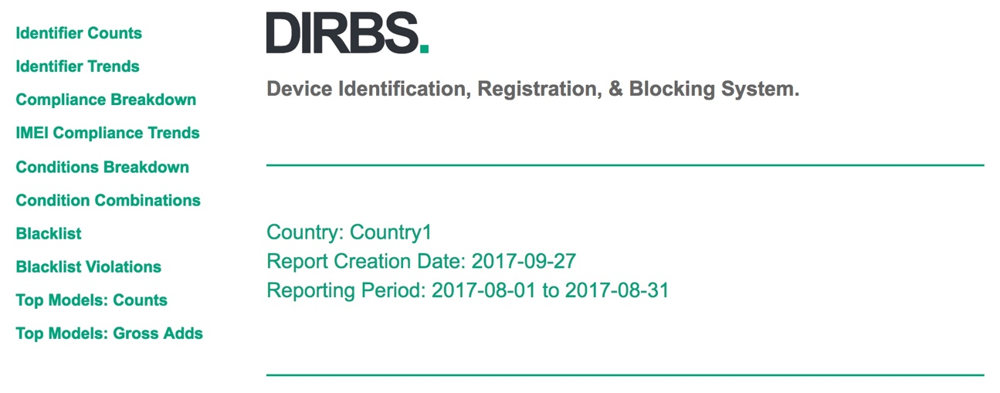 Identifier Counts
Identifier Trends
Compliance Breakdown
IMEI Compliance Trends
Conditions Breakdown
Condition Combinations
Blacklist
Blacklist Violations
Top Models: Counts
Top Models: Gross Adds
DIRBS.
Device Identification, Registration, & Blocking System.
Country: Country1
Report Creation Date: 2017-09-27
Reporting Period: 2017-08-01 to 2017-08-31